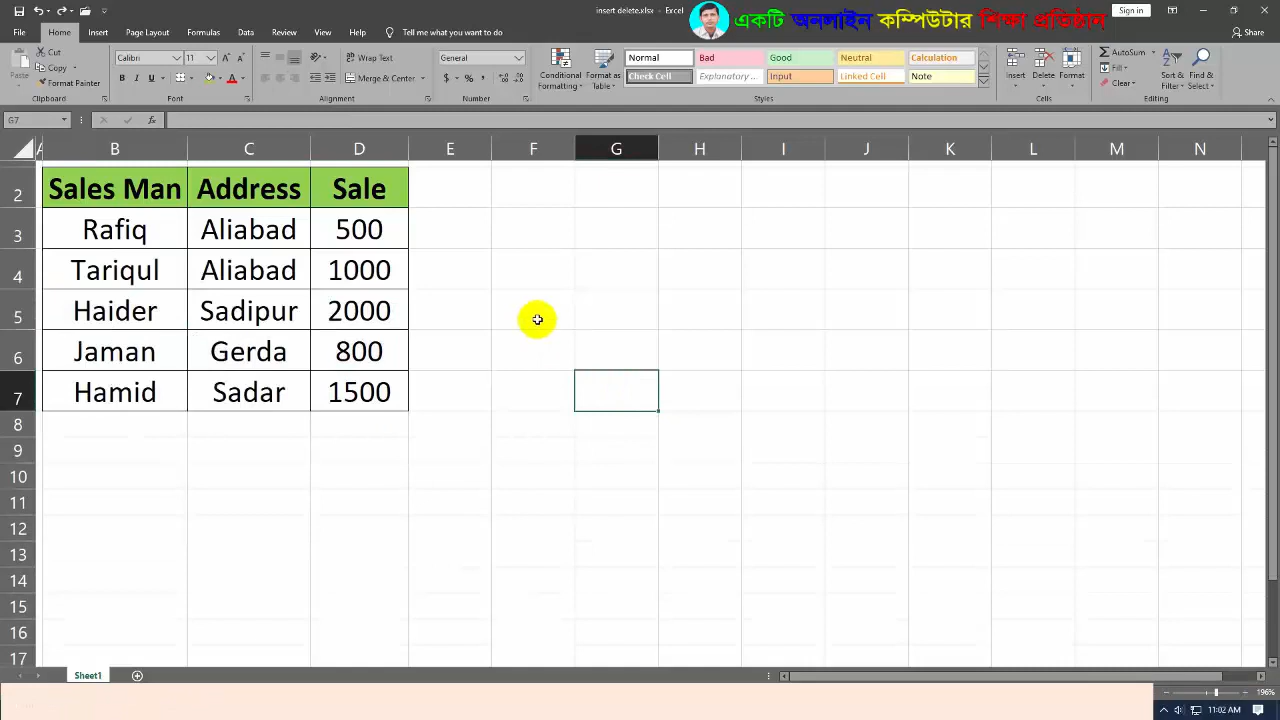 insert delete.xlsx - Excel
একটি অনলাইন কম্পিউটার শিক্ষা প্রতিষ্ঠান
Sign in
File Home Insert Page Layout Formulas Data Review View Help Tell me what you want to do Share
Cut
Copy
Format Painter
Paste
Clipboard
Calibri 11
B I U
Font
Wrap Text
Merge & Center
Alignment
General
Number
Conditional Formatting
Format as Table
Normal Bad Good Neutral Calculation
Check Cell Explanatory ... Input Linked Cell Note
Styles
Insert Delete Format
Cells
AutoSum
Fill
Clear
Sort & Filter
Find & Select
Editing
G7 fx
A B C D E F G H I J K L M N
2 Sales Man Address Sale
3 Rafiq Aliabad 500
4 Tariqul Aliabad 1000
5 Haider Sadipur 2000
6 Jaman Gerda 800
7 Hamid Sadar 1500
8
9
10
11
12
13
14
15
16
17
Sheet1
196%
11:02 AM